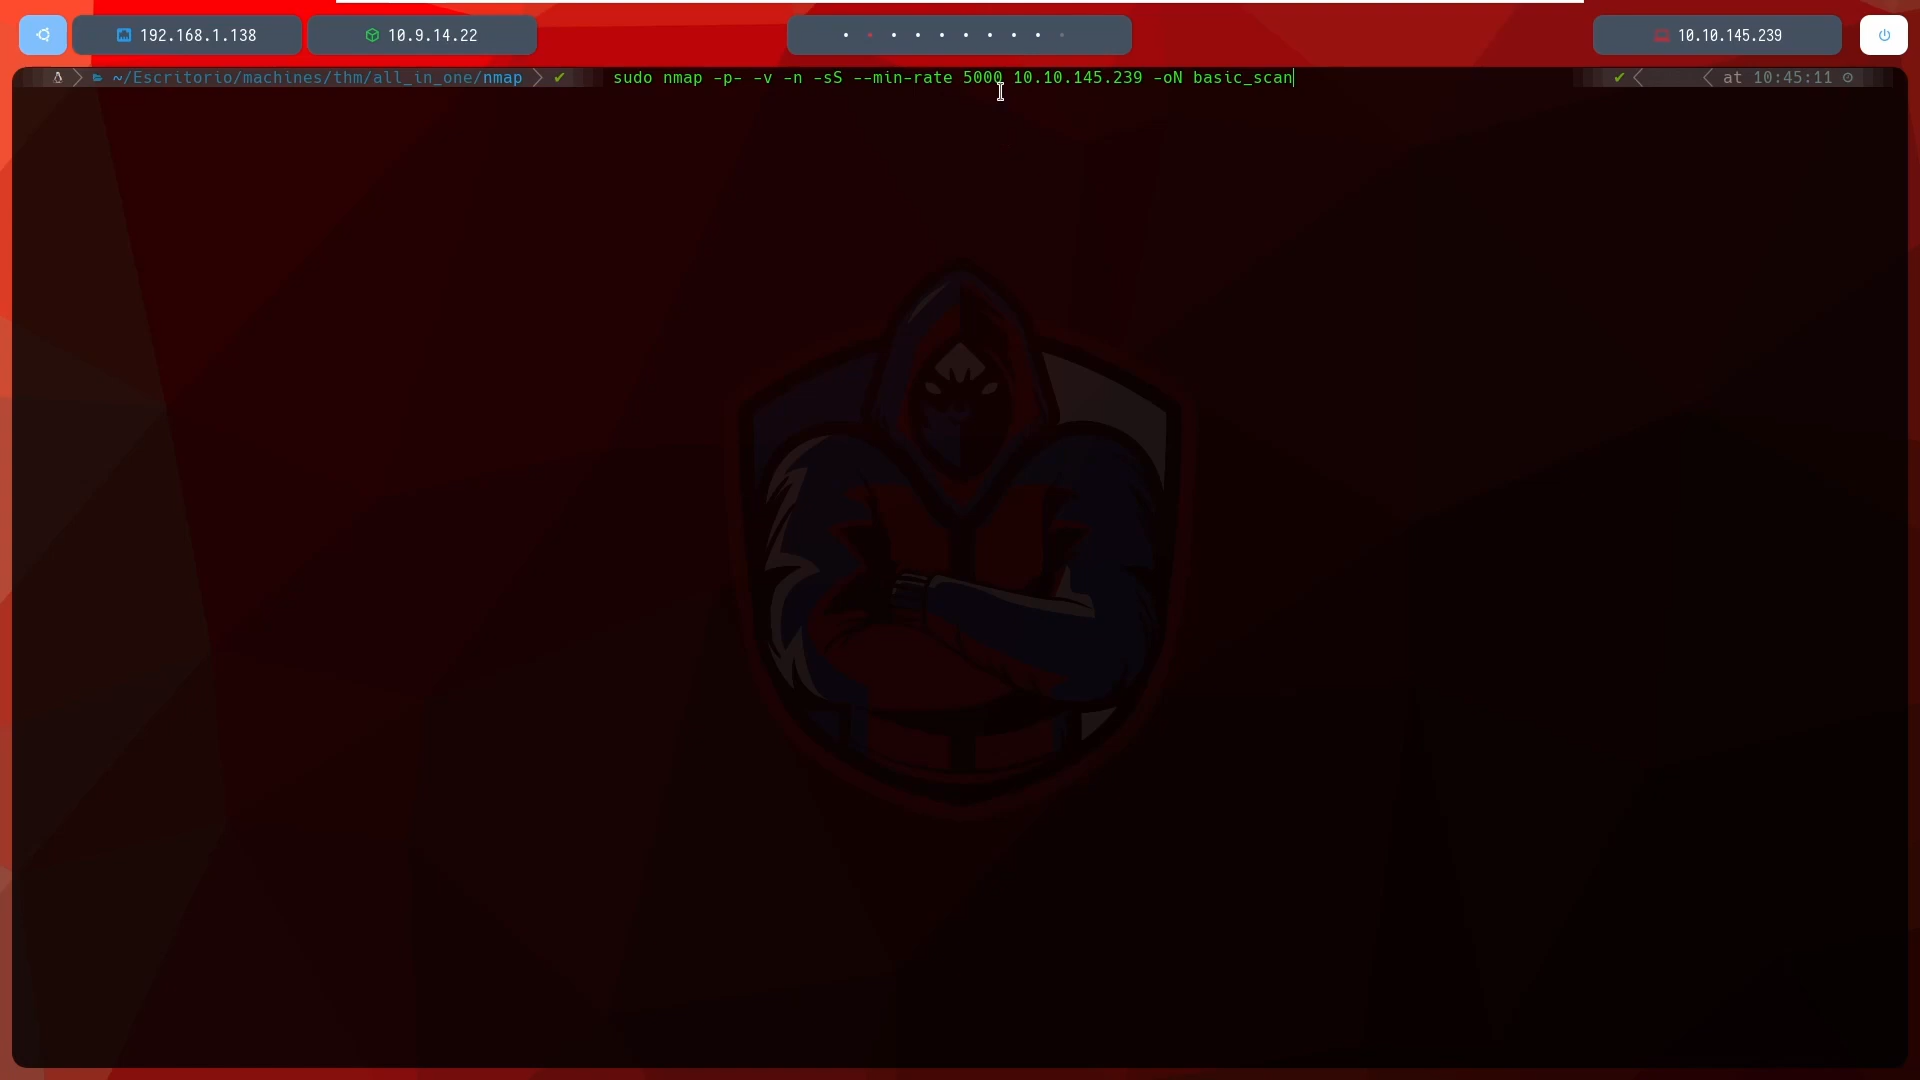 192.168.1.138
10.9.14.22
10.10.145.239
~/Escritorio/machines/thm/all_in_one/nmap ✔ sudo nmap -p- -v -n -sS --min-rate 5000 10.10.145.239 -oN basic_scan ✔ at 10:45:11